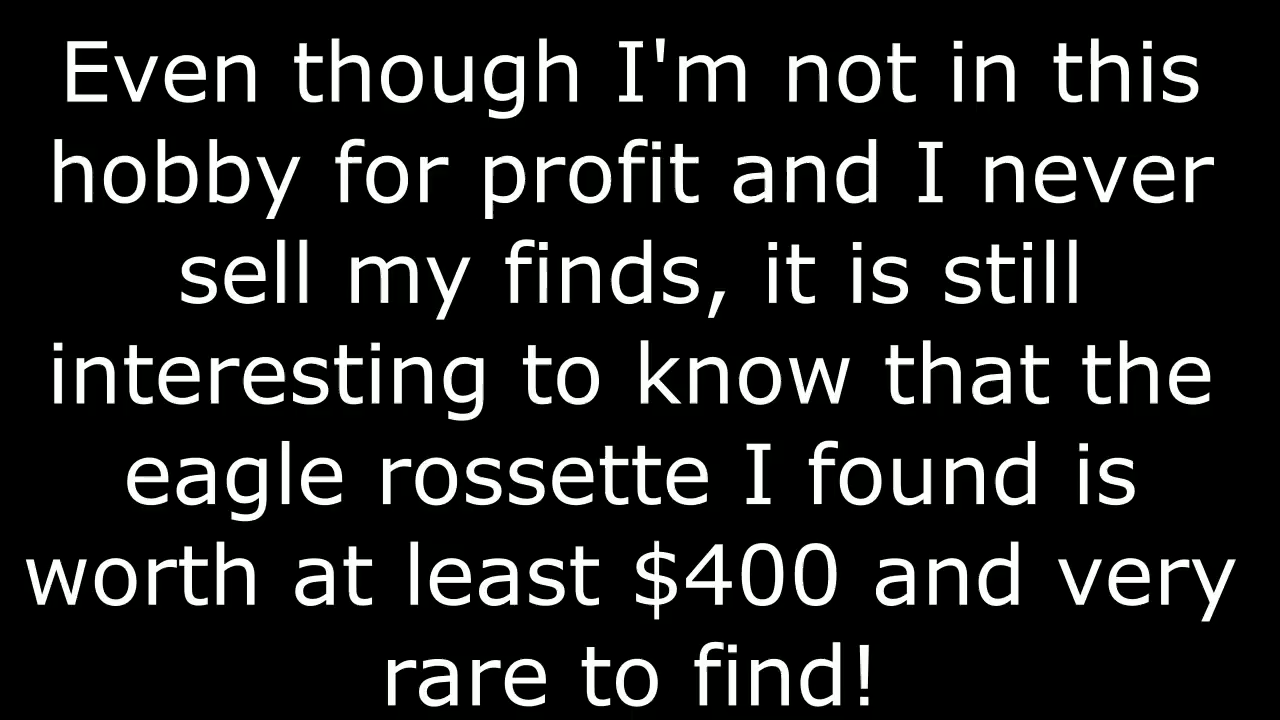 Even though I'm not in this
hobby for profit and I never
sell my finds, it is still
interesting to know that the
eagle rossette I found is
worth at least $400 and very
rare to find!